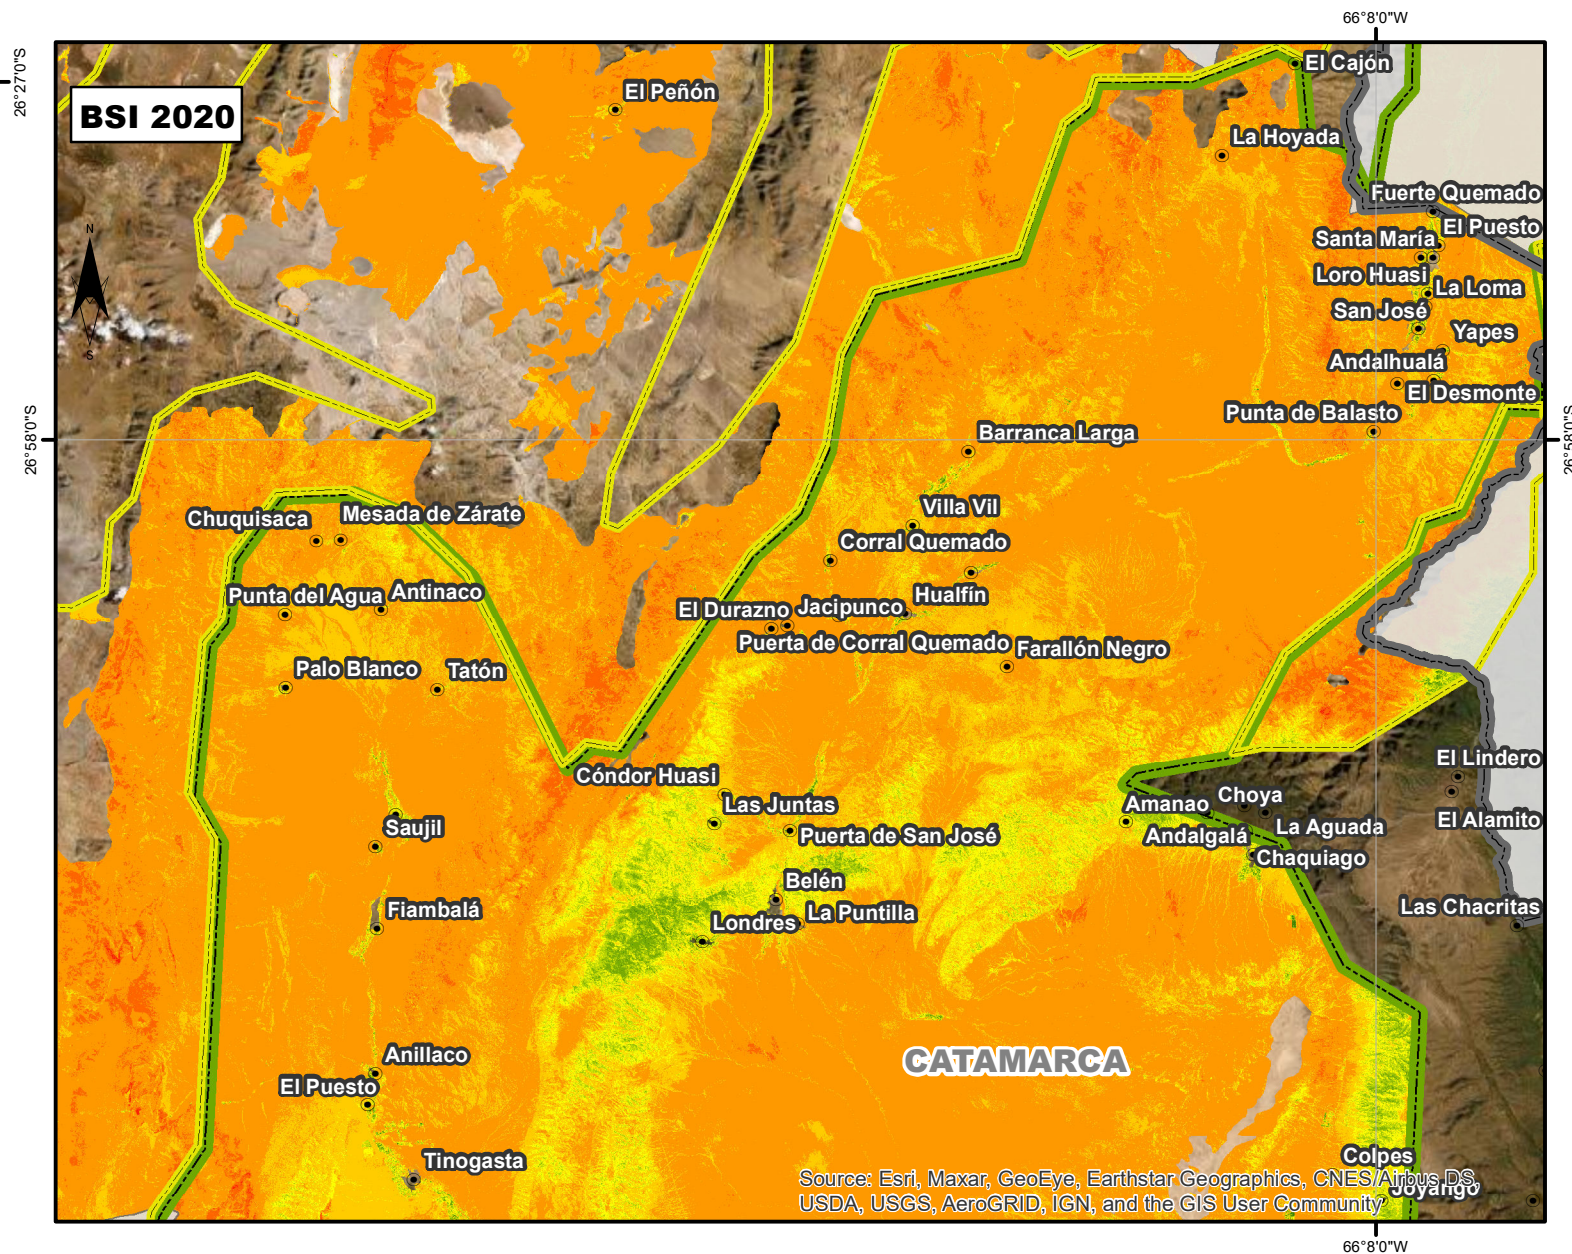 66°8'0"W
26°27'0"S
BSI 2020
N
S
El Peñón
El Cajón
La Hoyada
Fuerte Quemado
El Puesto
Santa María
Loro Huasi
La Loma
San José
Yapes
Andalhualá
El Desmonte
Punta de Balasto
26°58'0"S
26°58'0"S
Barranca Larga
Villa Vil
Chuquisaca
Mesada de Zárate
Corral Quemado
Punta del Agua
Antinaco
Hualfín
El Durazno
Jacipunco
Puerta de Corral Quemado
Farallón Negro
Palo Blanco
Tatón
Cóndor Huasi
El Lindero
Las Juntas
Amanao
Choya
Saujil
Puerta de San José
Andalgalá
La Aguada
El Alamito
Chaquiago
Belén
Fiambalá
Londres
La Puntilla
Las Chacritas
Anillaco
El Puesto
CATAMARCA
Tinogasta
Colpes
Joyango
Source: Esri, Maxar, GeoEye, Earthstar Geographics, CNES/Airbus DS,
USDA, USGS, AeroGRID, IGN, and the GIS User Community
66°8'0"W